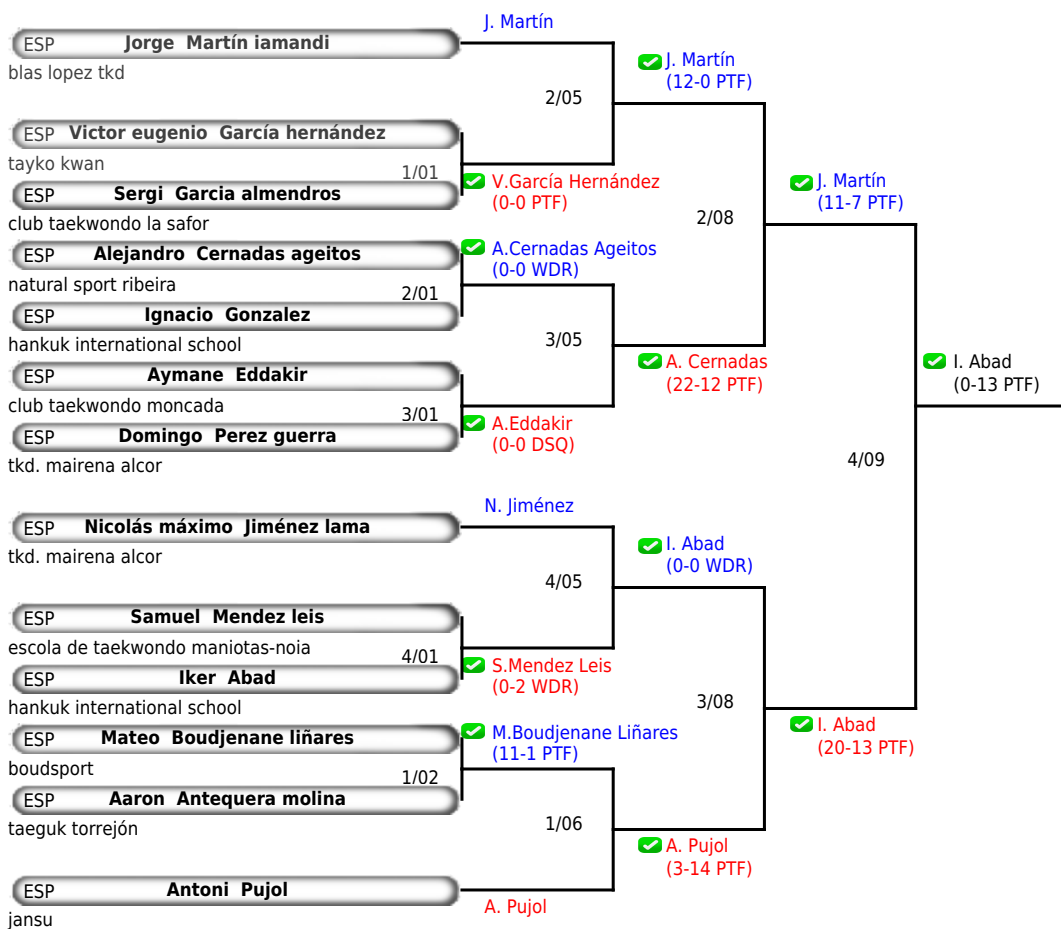 J. Martín
ESP Jorge Martín iamandi
blas lopez tkd
J. Martín
(12-0 PTF)
2/05
ESP Victor eugenio García hernández
tayko kwan
1/01
ESP Sergi Garcia almendros
club taekwondo la safor
V.García Hernández
(0-0 PTF)
J. Martín
(11-7 PTF)
2/08
ESP Alejandro Cernadas ageitos
natural sport ribeira
A.Cernadas Ageitos
(0-0 WDR)
2/01
ESP Ignacio Gonzalez
hankuk international school
3/05
A. Cernadas
(22-12 PTF)
I. Abad
(0-13 PTF)
ESP Aymane Eddakir
club taekwondo moncada
3/01
ESP Domingo Perez guerra
tkd. mairena alcor
A.Eddakir
(0-0 DSQ)
4/09
ESP Nicolás máximo Jiménez lama
tkd. mairena alcor
N. Jiménez
I. Abad
(0-0 WDR)
4/05
ESP Samuel Mendez leis
escola de taekwondo maniotas-noia
4/01
ESP Iker Abad
hankuk international school
S.Mendez Leis
(0-2 WDR)
3/08
I. Abad
(20-13 PTF)
ESP Mateo Boudjenane liñares
boudsport
M.Boudjenane Liñares
(11-1 PTF)
1/02
ESP Aaron Antequera molina
taeguk torrejón
1/06
A. Pujol
(3-14 PTF)
ESP Antoni Pujol
jansu
A. Pujol